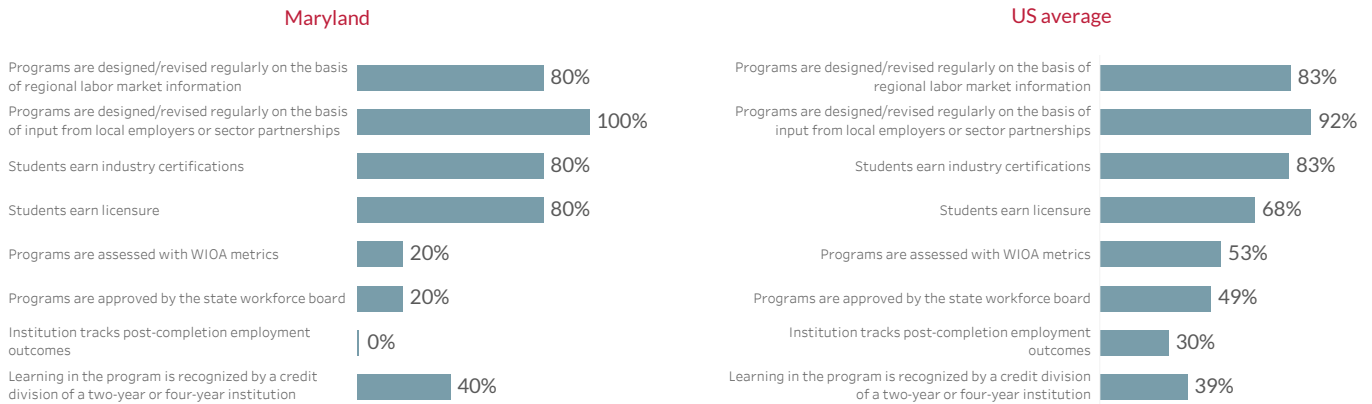 Maryland
Programs are designed/revised regularly on the basis
of regional labor market information
80%
Programs are designed/revised regularly on the basis
of input from local employers or sector partnerships
100%
Students earn industry certifications
80%
Students earn licensure
80%
Programs are assessed with WIOA metrics
20%
Programs are approved by the state workforce board
20%
Institution tracks post-completion employment
outcomes
0%
Learning in the program is recognized by a credit
division of a two-year or four-year institution
40%
US average
Programs are designed/revised regularly on the basis of
regional labor market information
83%
Programs are designed/revised regularly on the basis of
input from local employers or sector partnerships
92%
Students earn industry certifications
83%
Students earn licensure
68%
Programs are assessed with WIOA metrics
53%
Programs are approved by the state workforce board
49%
Institution tracks post-completion employment
outcomes
30%
Learning in the program is recognized by a credit division
of a two-year or four-year institution
39%